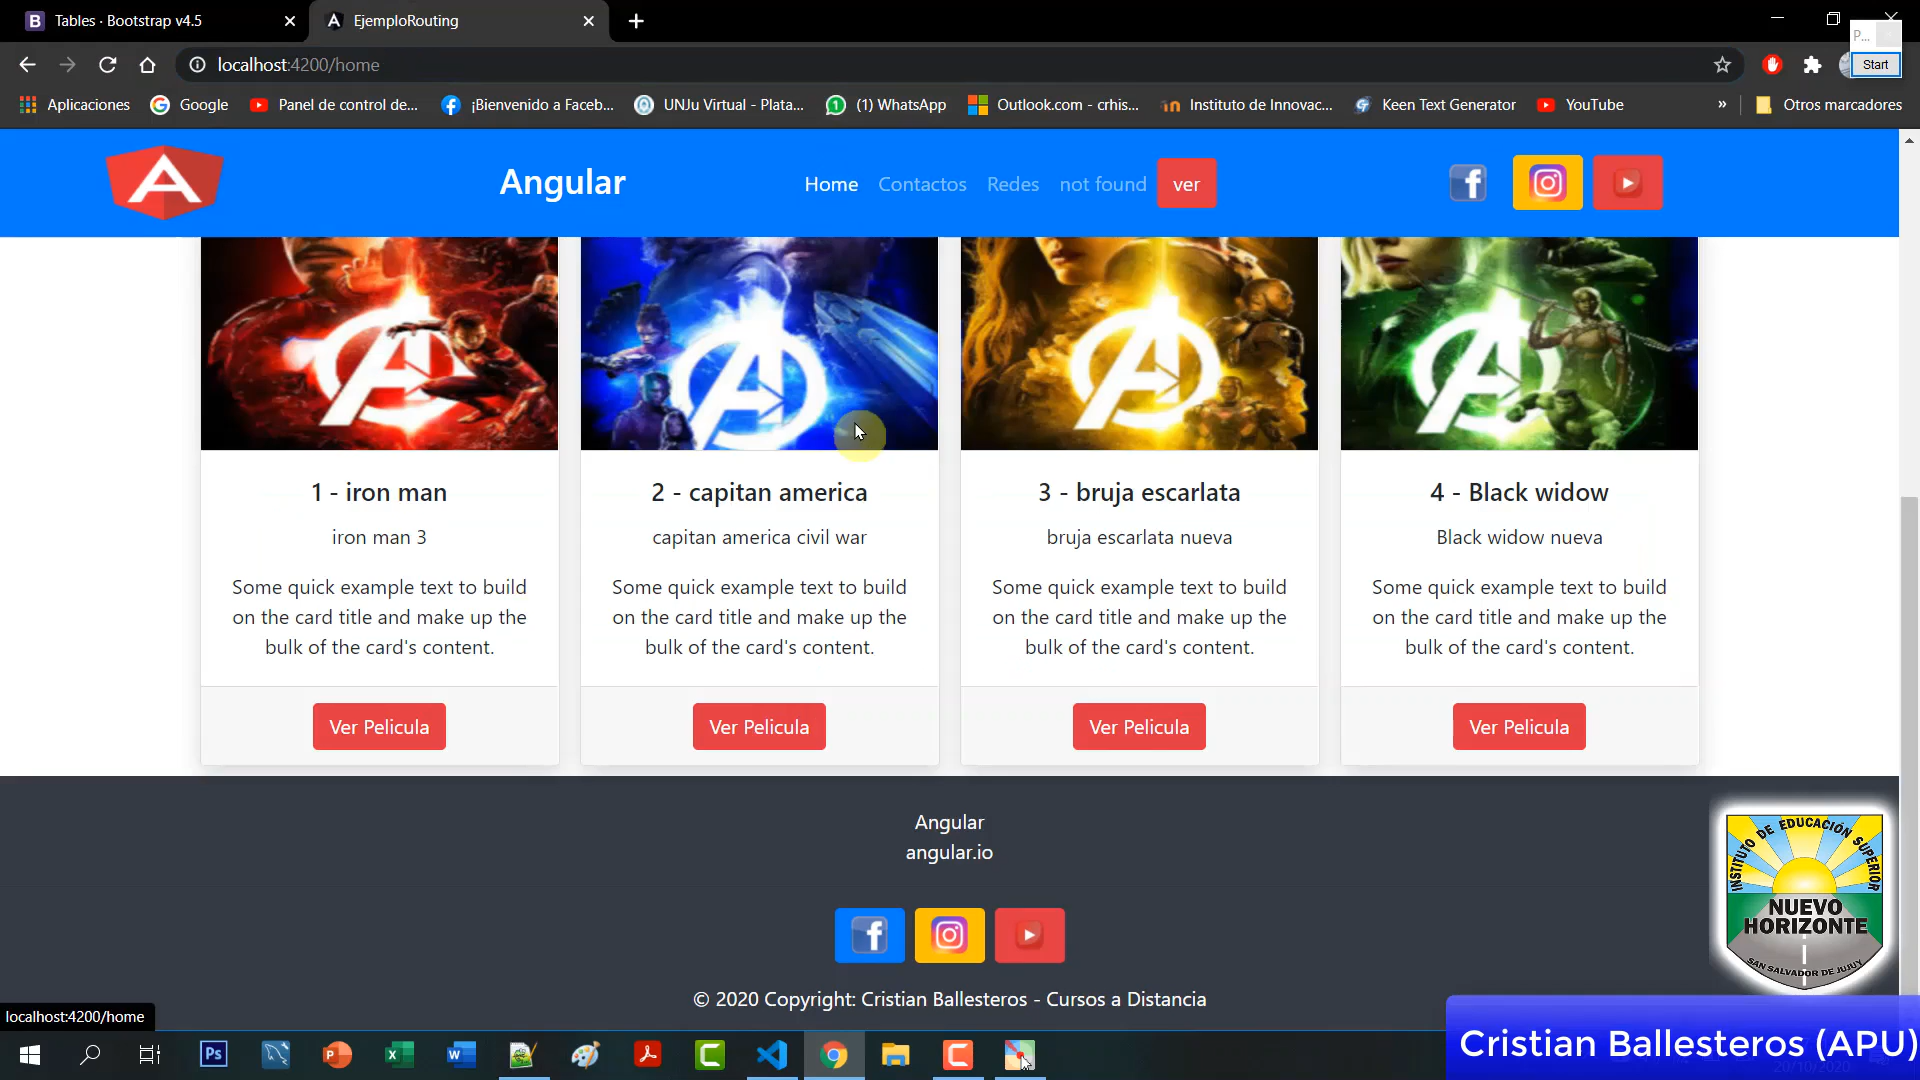 Tables · Bootstrap v4.5
EjemploRouting
P...
Start
localhost:4200/home
Aplicaciones
Google
Panel de control de...
¡Bienvenido a Faceb...
UNJu Virtual - Plata...
(1) WhatsApp
Outlook.com - crhis...
Instituto de Innovac...
Keen Text Generator
YouTube
»
Otros marcadores
Angular
Home
Contactos
Redes
not found
ver
1 - iron man
iron man 3
Some quick example text to build
on the card title and make up the
bulk of the card's content.
Ver Pelicula
2 - capitan america
capitan america civil war
Some quick example text to build
on the card title and make up the
bulk of the card's content.
Ver Pelicula
3 - bruja escarlata
bruja escarlata nueva
Some quick example text to build
on the card title and make up the
bulk of the card's content.
Ver Pelicula
4 - Black widow
Black widow nueva
Some quick example text to build
on the card title and make up the
bulk of the card's content.
Ver Pelicula
Angular
angular.io
© 2020 Copyright: Cristian Ballesteros - Cursos a Distancia
INSTITUTO DE EDUCACIÓN SUPERIOR
NUEVO
HORIZONTE
SAN SALVADOR DE JUJUY
localhost:4200/home
Cristian Ballesteros (APU)
20/10/2020